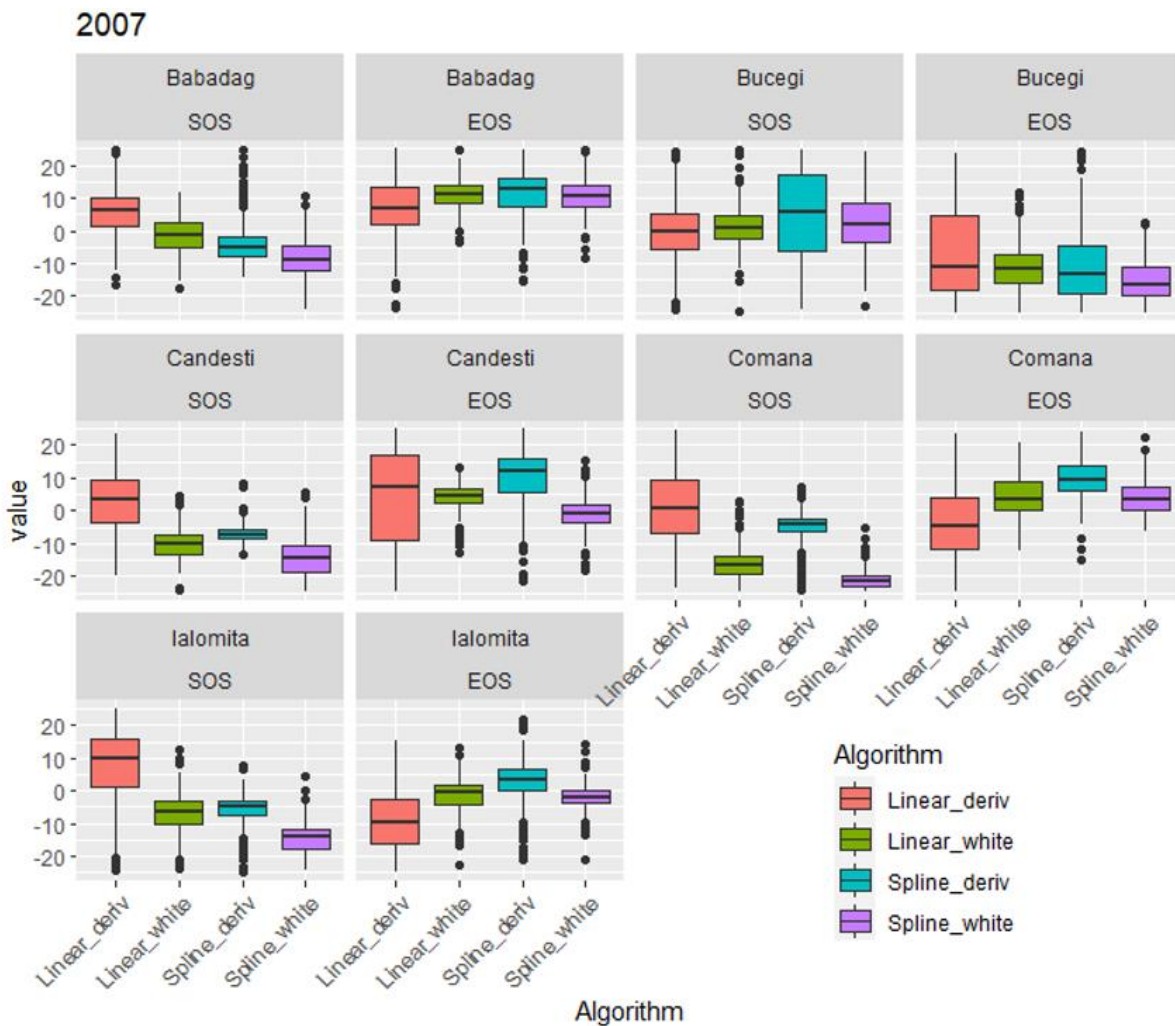 2007
Babadag Babadag Bucegi Bucegi
SOS EOS SOS EOS
20
10
0
-10
-20
Candesti Candesti Comana Comana
SOS EOS SOS EOS
20
10
0
-10
-20
value
Linear_deriv Linear_white Spline_deriv Spline_white Linear_deriv Linear_white Spline_deriv Spline_white
Ialomita Ialomita
SOS EOS
20
10
0
-10
-20
Linear_deriv Linear_white Spline_deriv Spline_white Linear_deriv Linear_white Spline_deriv Spline_white
Algorithm
Algorithm
Linear_deriv
Linear_white
Spline_deriv
Spline_white